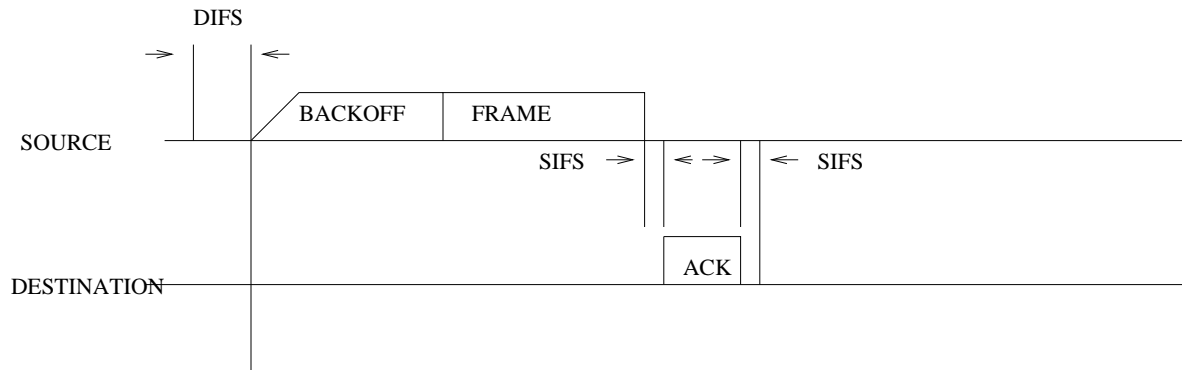 DIFS
BACKOFF FRAME
SOURCE
SIFS SIFS
ACK
DESTINATION